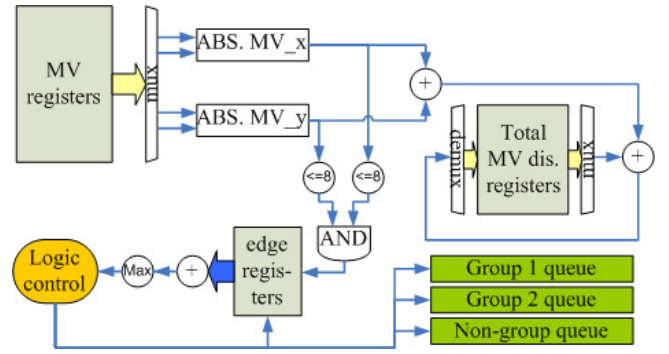 MV
registers
mux
ABS. MV_x
ABS. MV_y
+
demux
Total
MV dis.
registers
mux
+
<=8
<=8
AND
Logic
control
Max
+
edge
regis-
ters
Group 1 queue
Group 2 queue
Non-group queue